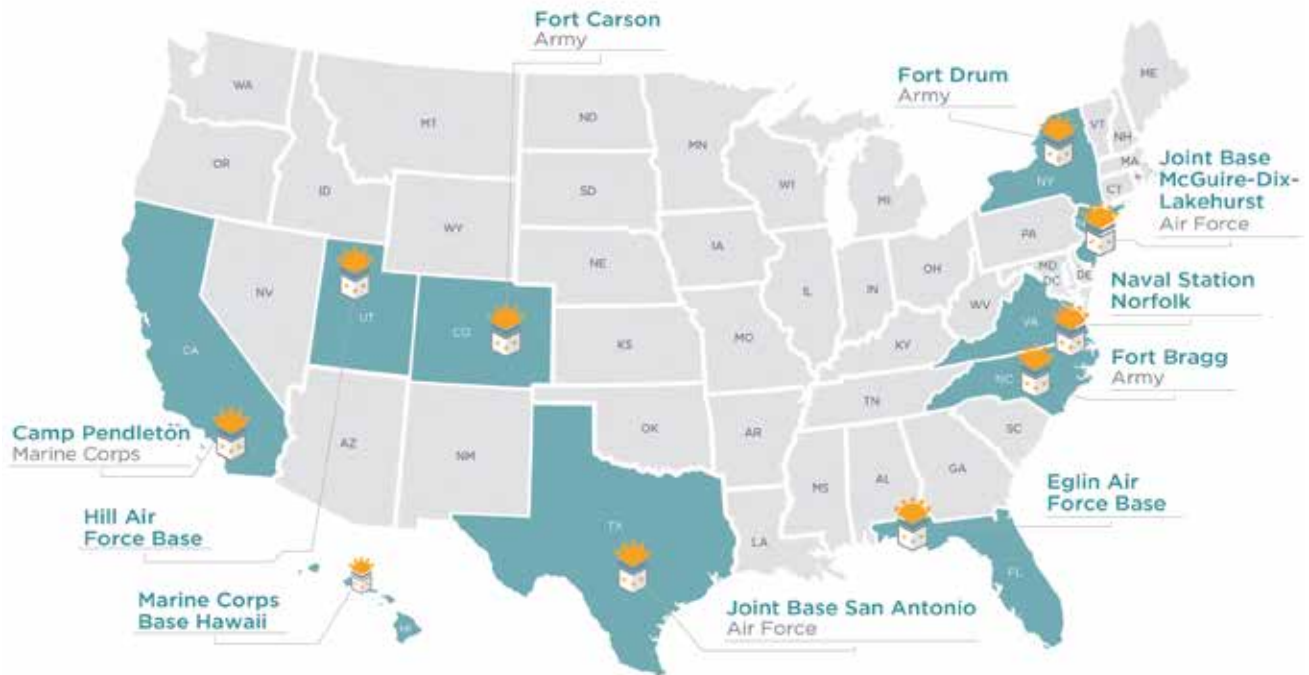 Fort Carson
Army
Fort Drum
Army
Joint Base
McGuire-Dix-
Lakehurst
Air Force
Naval Station
Norfolk
Fort Bragg
Army
Eglin Air
Force Base
Joint Base San Antonio
Air Force
Marine Corps
Base Hawaii
Hill Air
Force Base
Camp Pendleton
Marine Corps
WA
OR
ID
MT
ND
SD
WY
NE
NV
UT
CO
KS
CA
AZ
NM
OK
TX
MN
IA
MO
AR
LA
WI
IL
MI
IN
OH
KY
TN
MS
AL
GA
SC
NC
VA
WV
MD
DC
DE
PA
NY
VT
NH
ME
MA
CT
FL
HI